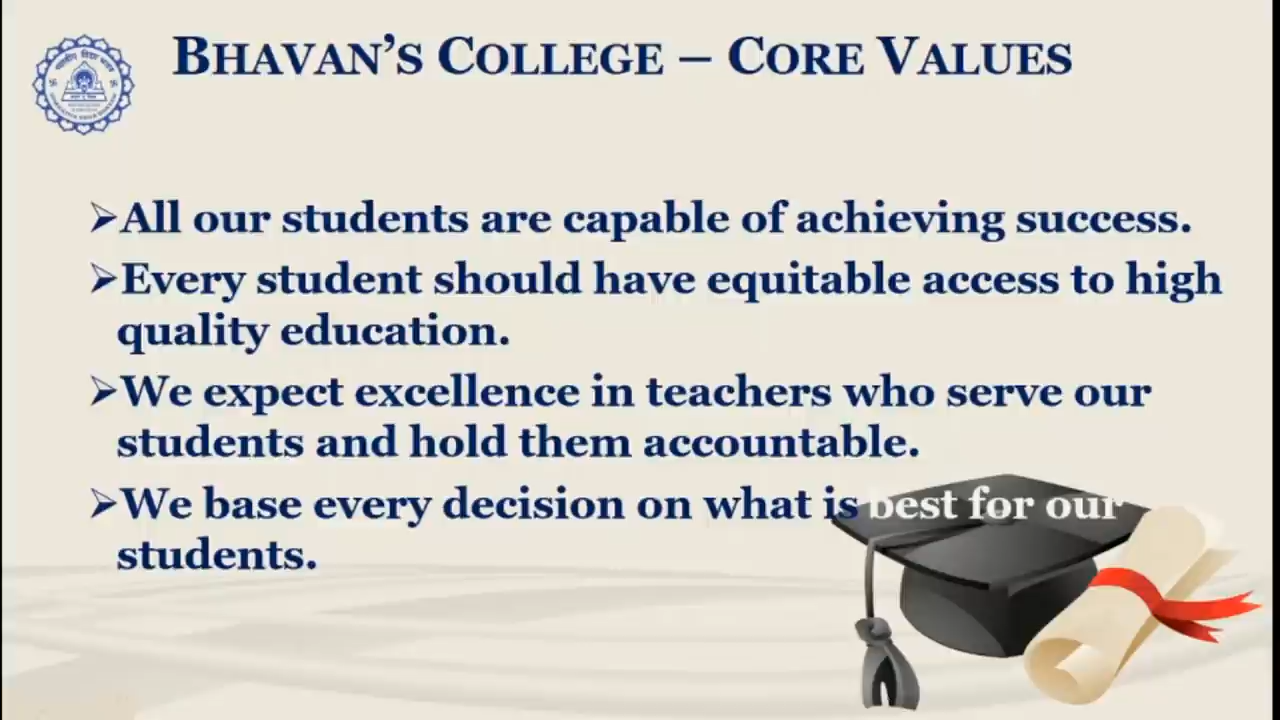 BHAVAN'S COLLEGE – CORE VALUES
➢All our students are capable of achieving success.
➢Every student should have equitable access to high
quality education.
➢We expect excellence in teachers who serve our
students and hold them accountable.
➢We base every decision on what is best for our
students.